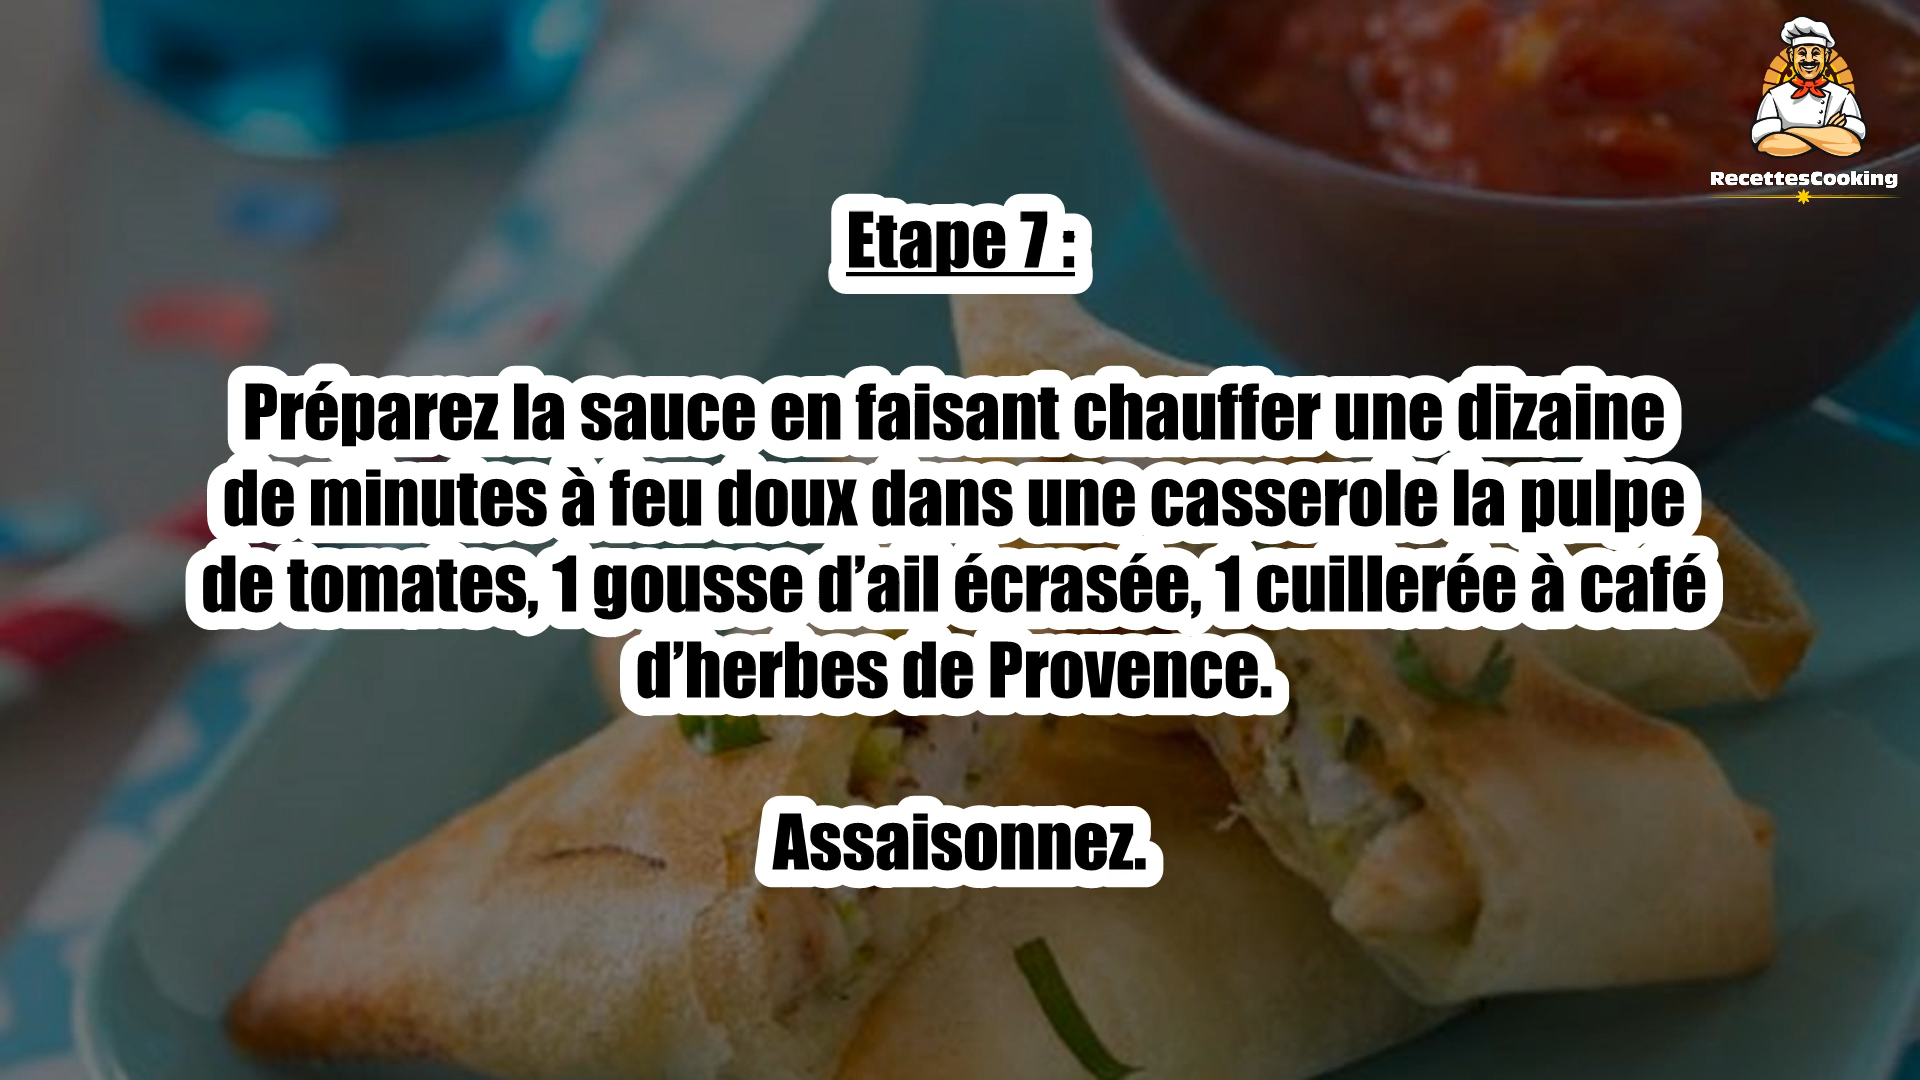 RecettesCooking
Etape 7 :
Préparez la sauce en faisant chauffer une dizaine
de minutes à feu doux dans une casserole la pulpe
de tomates, 1 gousse d’ail écrasée, 1 cuillerée à café
d’herbes de Provence.
Assaisonnez.